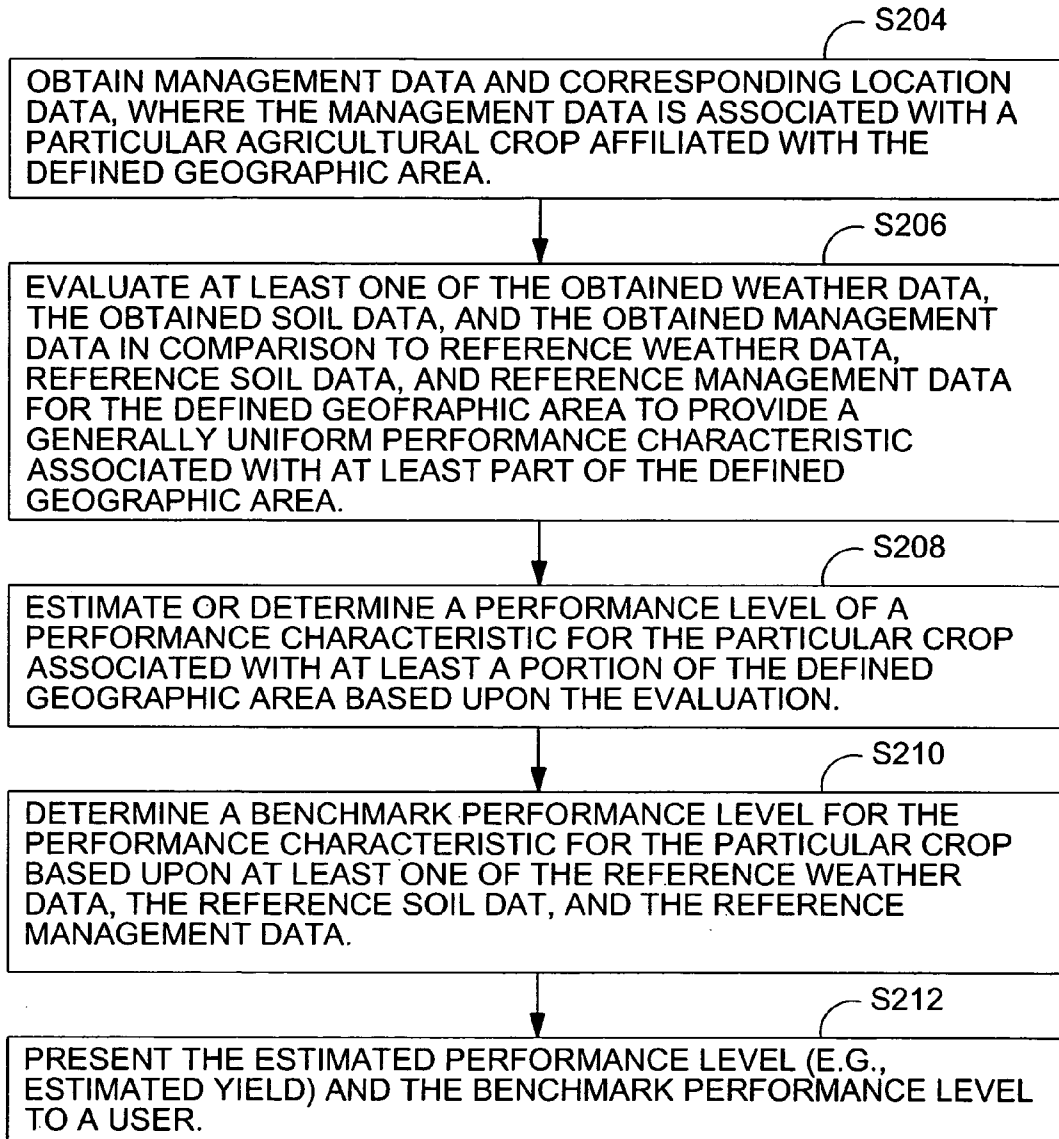 S204
OBTAIN MANAGEMENT DATA AND CORRESPONDING LOCATION
DATA, WHERE THE MANAGEMENT DATA IS ASSOCIATED WITH A
PARTICULAR AGRICULTURAL CROP AFFILIATED WITH THE
DEFINED GEOGRAPHIC AREA.
S206
EVALUATE AT LEAST ONE OF THE OBTAINED WEATHER DATA,
THE OBTAINED SOIL DATA, AND THE OBTAINED MANAGEMENT
DATA IN COMPARISON TO REFERENCE WEATHER DATA,
REFERENCE SOIL DATA, AND REFERENCE MANAGEMENT DATA
FOR THE DEFINED GEOFRAPHIC AREA TO PROVIDE A
GENERALLY UNIFORM PERFORMANCE CHARACTERISTIC
ASSOCIATED WITH AT LEAST PART OF THE DEFINED
GEOGRAPHIC AREA.
S208
ESTIMATE OR DETERMINE A PERFORMANCE LEVEL OF A
PERFORMANCE CHARACTERISTIC FOR THE PARTICULAR CROP
ASSOCIATED WITH AT LEAST A PORTION OF THE DEFINED
GEOGRAPHIC AREA BASED UPON THE EVALUATION.
S210
DETERMINE A BENCHMARK PERFORMANCE LEVEL FOR THE
PERFORMANCE CHARACTERISTIC FOR THE PARTICULAR CROP
BASED UPON AT LEAST ONE OF THE REFERENCE WEATHER
DATA, THE REFERENCE SOIL DAT, AND THE REFERENCE
MANAGEMENT DATA.
S212
PRESENT THE ESTIMATED PERFORMANCE LEVEL (E.G.,
ESTIMATED YIELD) AND THE BENCHMARK PERFORMANCE LEVEL
TO A USER.